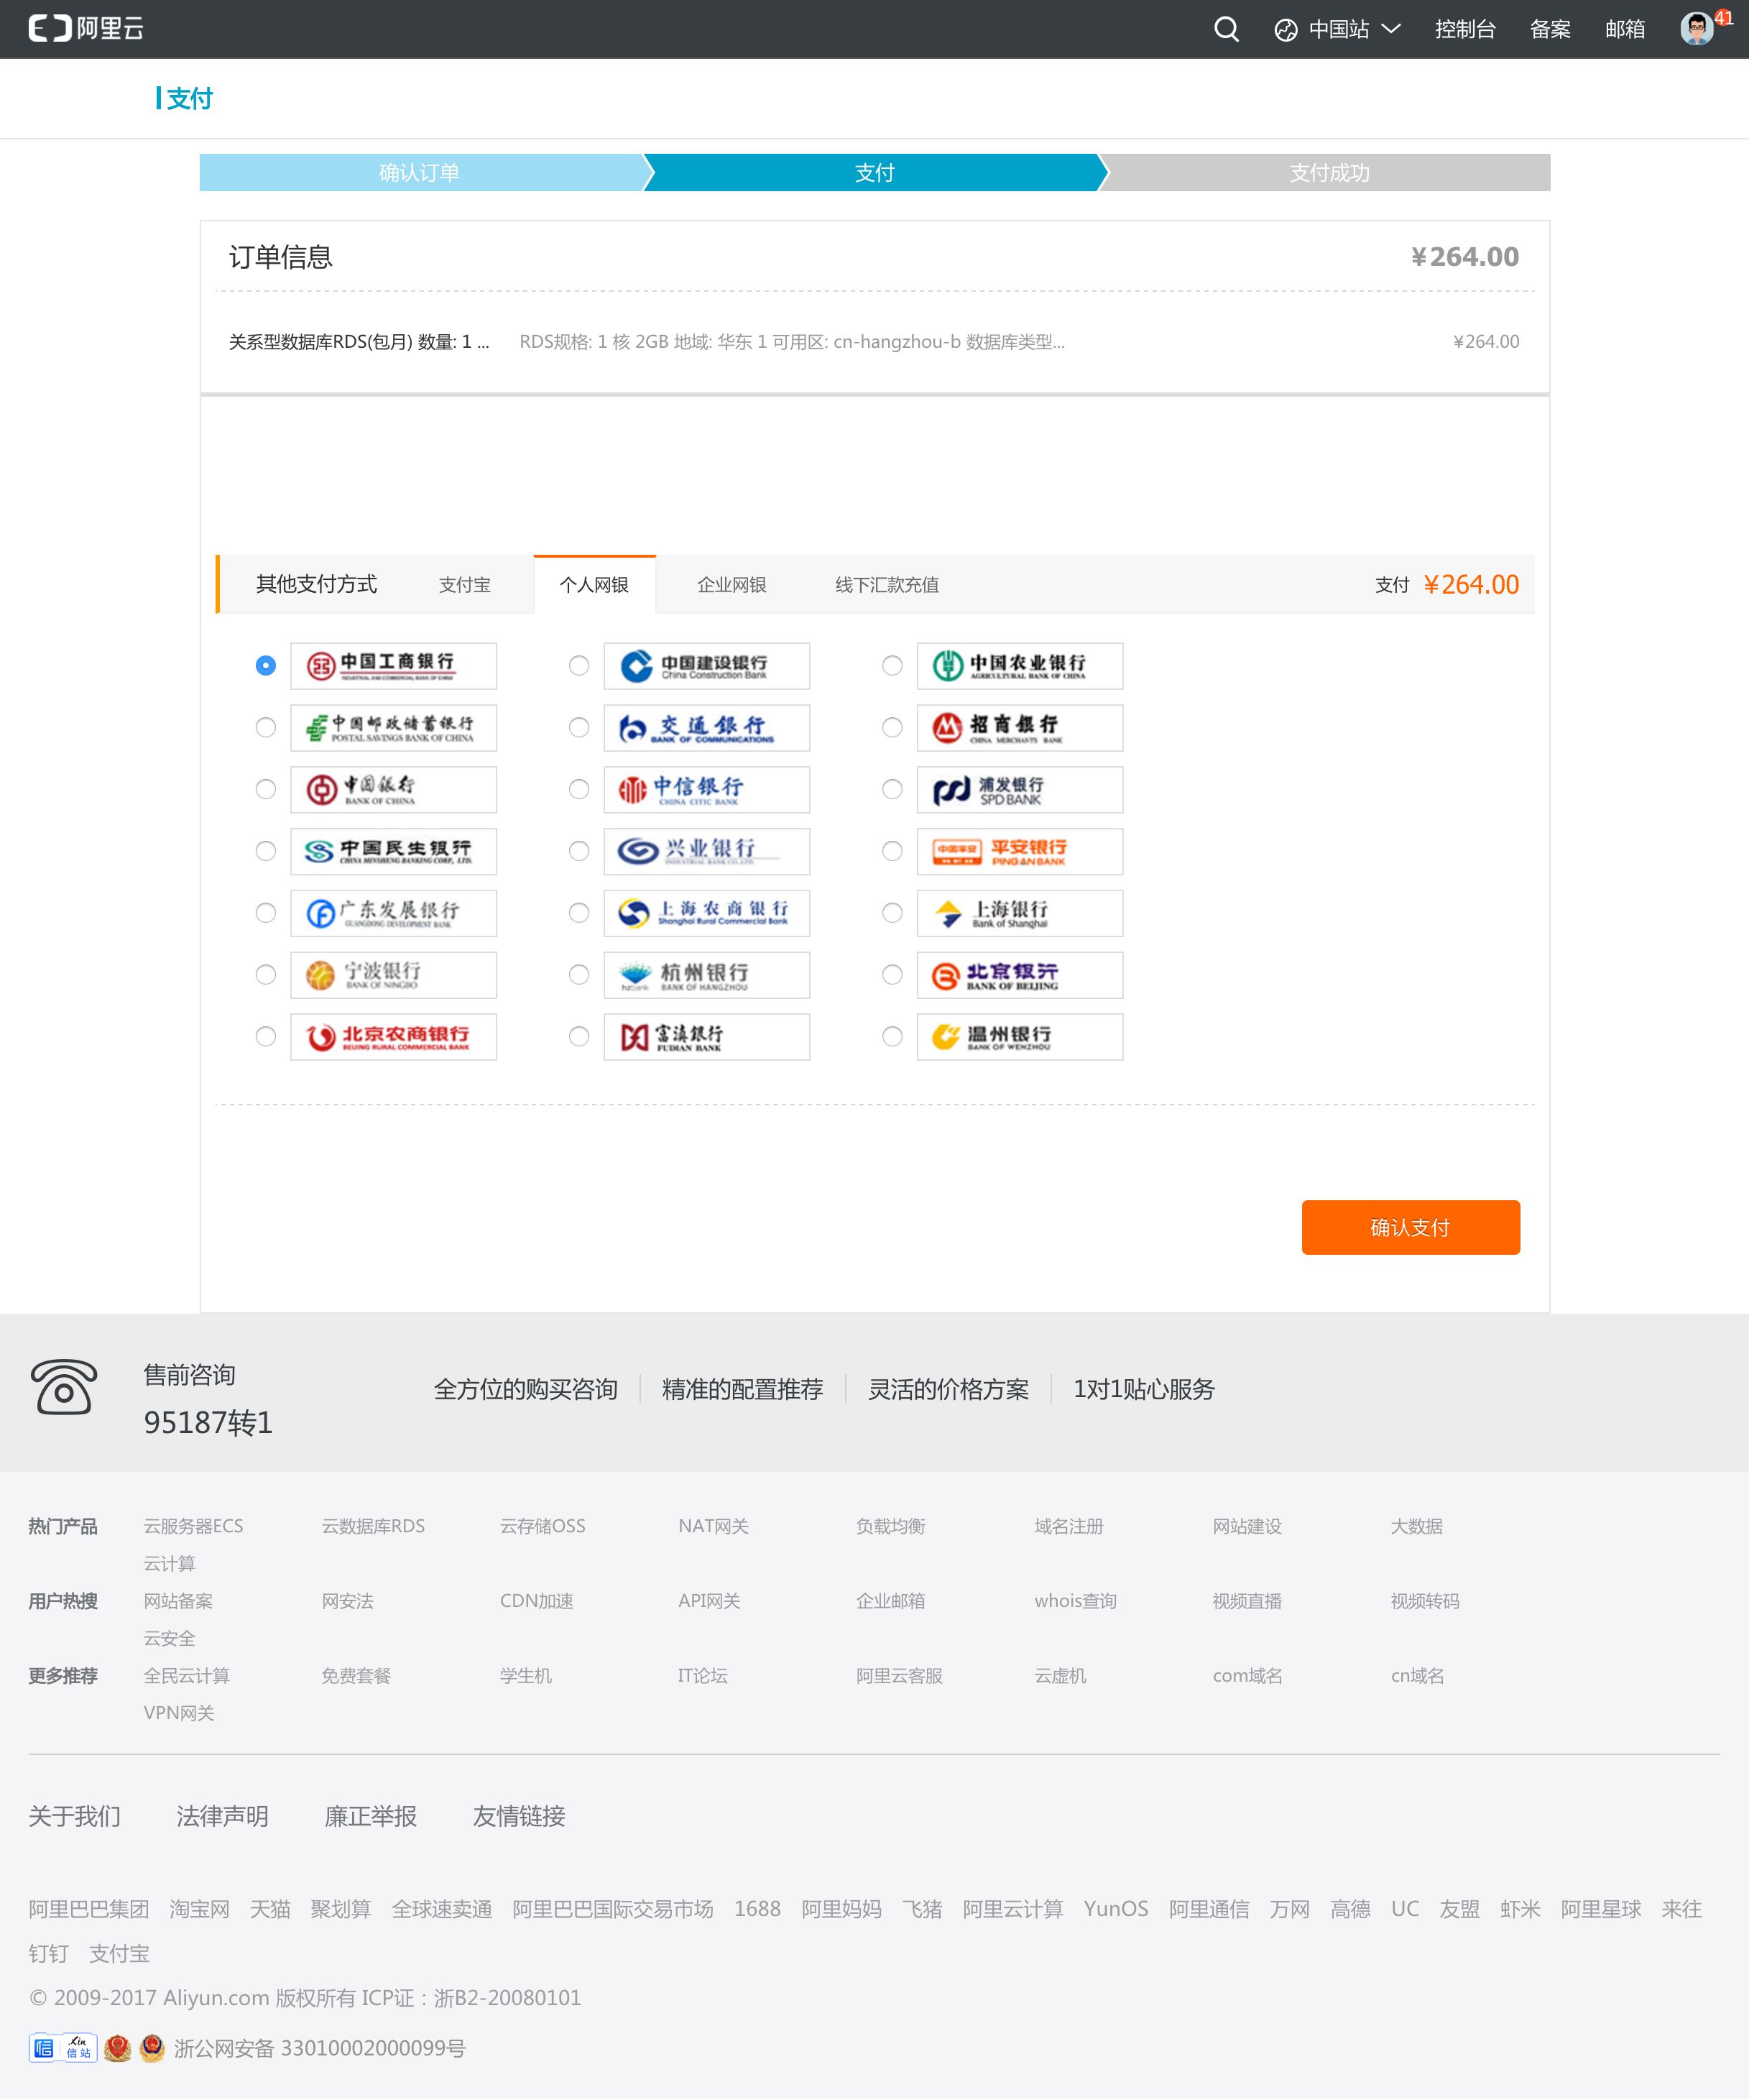 阿里云
中国站 控制台 备案 邮箱 41
支付
确认订单 支付 支付成功
订单信息 ¥264.00
关系型数据库RDS(包月) 数量: 1 ... RDS规格: 1 核 2GB 地域: 华东 1 可用区: cn-hangzhou-b 数据库类型... ¥264.00
其他支付方式 支付宝 个人网银 企业网银 线下汇款充值 支付 ¥264.00
中国工商银行 INDUSTRIAL AND COMMERCIAL BANK OF CHINA 中国建设银行 China Construction Bank 中国农业银行 AGRICULTURAL BANK OF CHINA
中国邮政储蓄银行 POSTAL SAVINGS BANK OF CHINA 交通銀行 BANK OF COMMUNICATIONS 招商银行 CHINA MERCHANTS BANK
中国银行 BANK OF CHINA 中信银行 CHINA CITIC BANK 浦发银行 SPD BANK
中国民生银行 CHINA MINSHENG BANKING CORP., LTD. 兴业银行 INDUSTRIAL BANK CO.,LTD. 中国平安 平安银行 PING AN BANK
广东发展银行 GUANGDONG DEVELOPMENT BANK 上海农商银行 Shanghai Rural Commercial Bank 上海银行 Bank of Shanghai
宁波银行 BANK OF NINGBO hzbank 杭州银行 BANK OF HANGZHOU 北京银行 BANK OF BEIJING
北京农商银行 BEIJING RURAL COMMERCIAL BANK 富滇银行 FUDIAN BANK 温州银行 BANK OF WENZHOU
确认支付
售前咨询
95187转1
全方位的购买咨询 精准的配置推荐 灵活的价格方案 1对1贴心服务
热门产品 云服务器ECS 云数据库RDS 云存储OSS NAT网关 负载均衡 域名注册 网站建设 大数据
云计算
用户热搜 网站备案 网安法 CDN加速 API网关 企业邮箱 whois查询 视频直播 视频转码
云安全
更多推荐 全民云计算 免费套餐 学生机 IT论坛 阿里云客服 云虚机 com域名 cn域名
VPN网关
关于我们 法律声明 廉正举报 友情链接
阿里巴巴集团 淘宝网 天猫 聚划算 全球速卖通 阿里巴巴国际交易市场 1688 阿里妈妈 飞猪 阿里云计算 YunOS 阿里通信 万网 高德 UC 友盟 虾米 阿里星球 来往
钉钉 支付宝
© 2009-2017 Aliyun.com 版权所有 ICP证：浙B2-20080101
Xin 信站 浙公网安备 33010002000099号